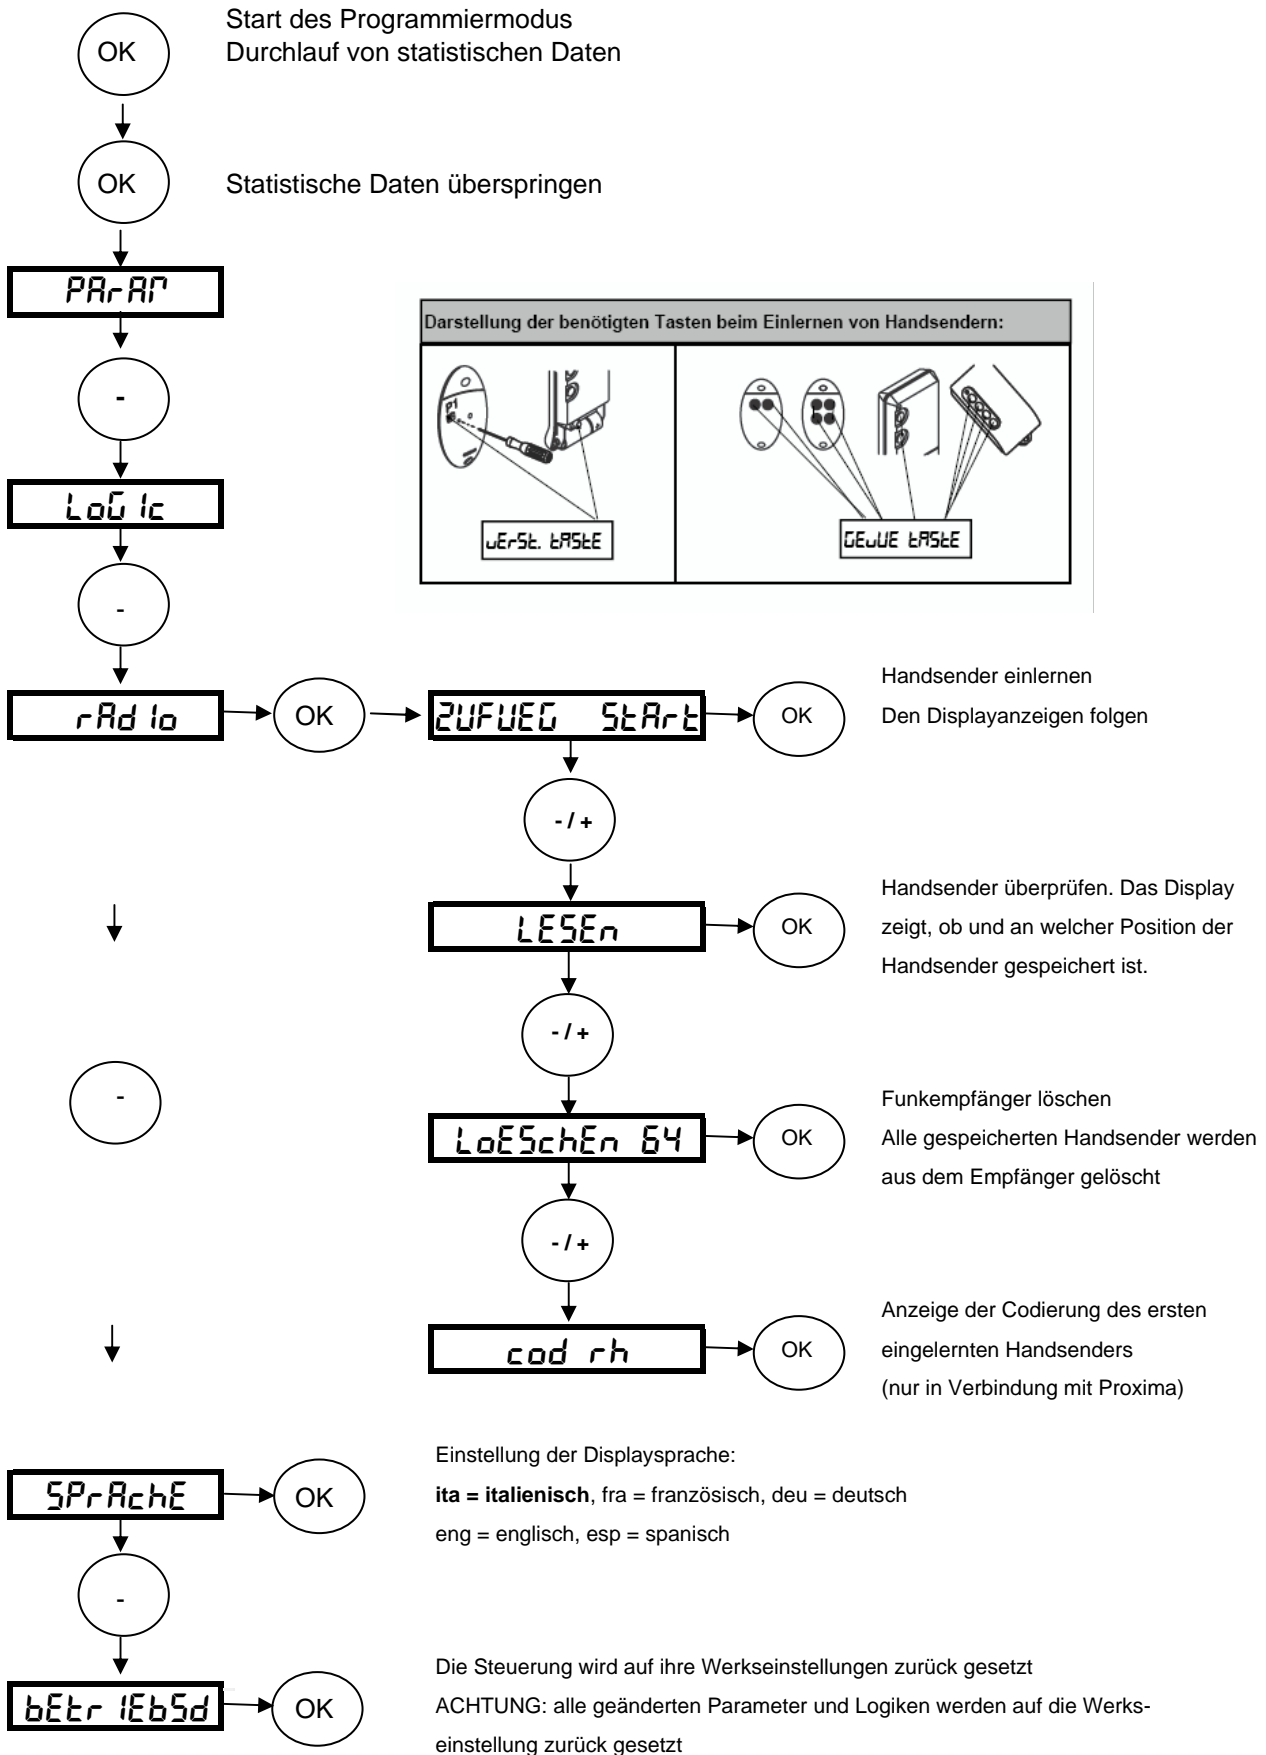 OK
Start des Programmiermodus
Durchlauf von statistischen Daten
OK
Statistische Daten überspringen
PArAM
-
LoGIc
-
Darstellung der benötigten Tasten beim Einlernen von Handsendern:
P1
vErSt. tAStE
GEwUE tAStE
rAdIo
OK
ZUFUEG StArt
OK
Handsender einlernen
Den Displayanzeigen folgen
- / +
LESEn
OK
Handsender überprüfen. Das Display
zeigt, ob und an welcher Position der
Handsender gespeichert ist.
- / +
-
LoESchEn 64
OK
Funkempfänger löschen
Alle gespeicherten Handsender werden
aus dem Empfänger gelöscht
- / +
cod rh
OK
Anzeige der Codierung des ersten
eingelernten Handsenders
(nur in Verbindung mit Proxima)
SPrAchE
OK
Einstellung der Displaysprache:
ita = italienisch, fra = französisch, deu = deutsch
eng = englisch, esp = spanisch
-
bEtrIEbSd
OK
Die Steuerung wird auf ihre Werkseinstellungen zurück gesetzt
ACHTUNG: alle geänderten Parameter und Logiken werden auf die Werks-
einstellung zurück gesetzt